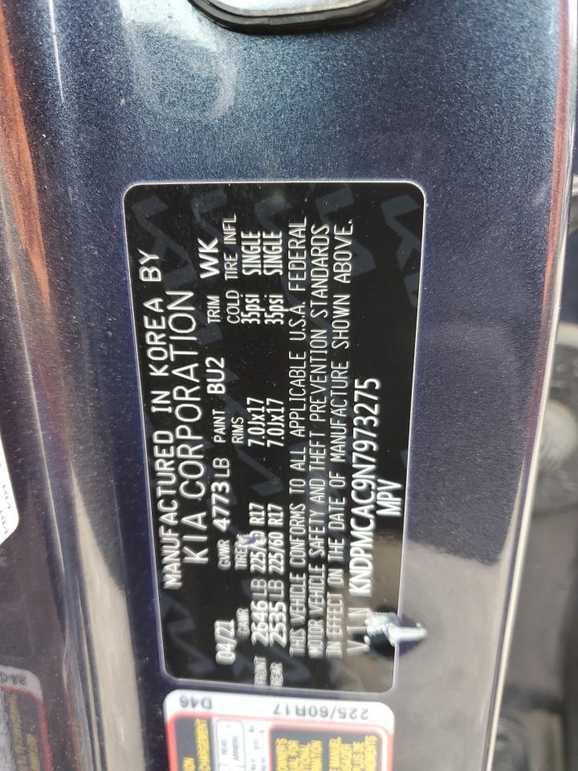 MANUFACTURED IN KOREA BY
KIA CORPORATION
04/21 GVWR 4773 LB PAINT BU2 TRIM WK
GAWR TIRE RIMS COLD TIRE INFL
FRONT 2646 LB 225/60 R17 7.0Jx17 35psi SINGLE
REAR 2535 LB 225/60 R17 7.0Jx17 35psi SINGLE
THIS VEHICLE CONFORMS TO ALL APPLICABLE U.S.A. FEDERAL
MOTOR VEHICLE SAFETY AND THEFT PREVENTION STANDARDS
IN EFFECT ON THE DATE OF MANUFACTURE SHOWN ABOVE.
VIN KNDPMCAC9N7973275
MPV
D46
225/60R17